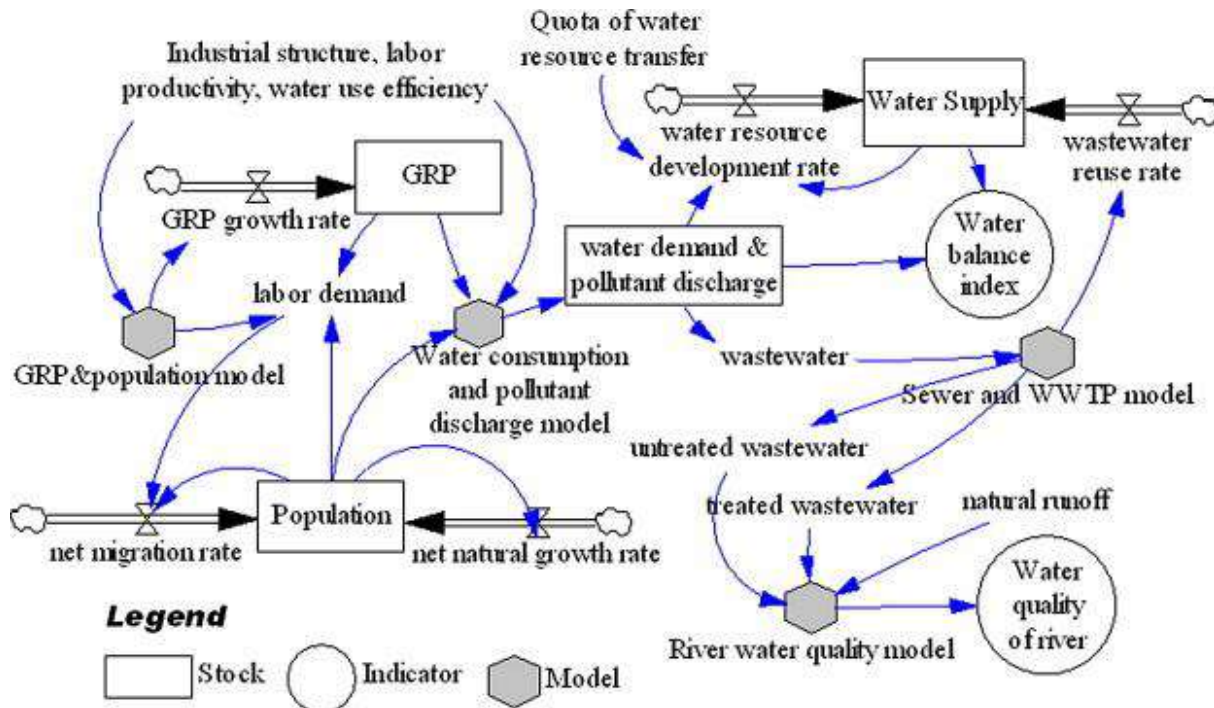 Industrial structure, labor
productivity, water use efficiency
Quota of water
resource transfer
Water Supply
water resource
development rate
wastewater
reuse rate
GRP
GRP growth rate
Water
balance
index
water demand &
pollutant discharge
labor demand
GRP&population model
Water consumption
and pollutant
discharge model
wastewater
Sewer and WWTP model
untreated wastewater
treated wastewater
natural runoff
Population
net migration rate
net natural growth rate
Water
quality
of river
River water quality model
Legend
Stock
Indicator
Model